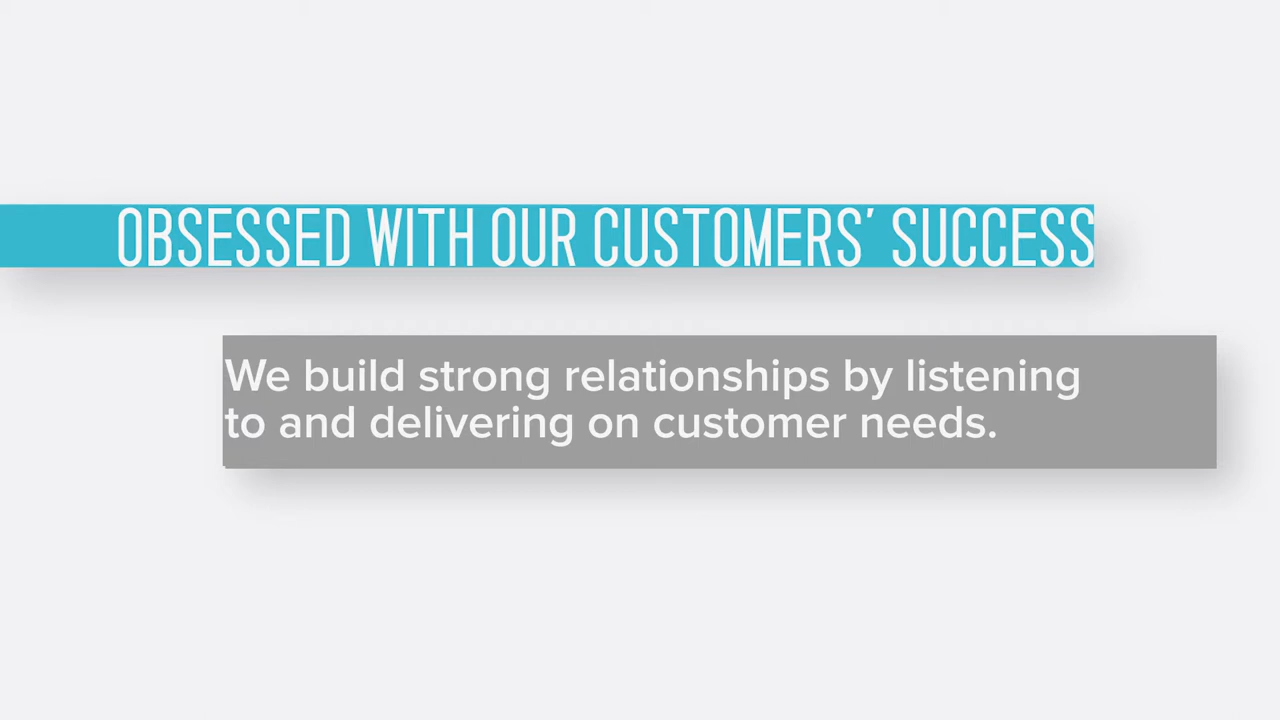 OBSESSED WITH OUR CUSTOMERS’ SUCCESS
We build strong relationships by listening
to and delivering on customer needs.